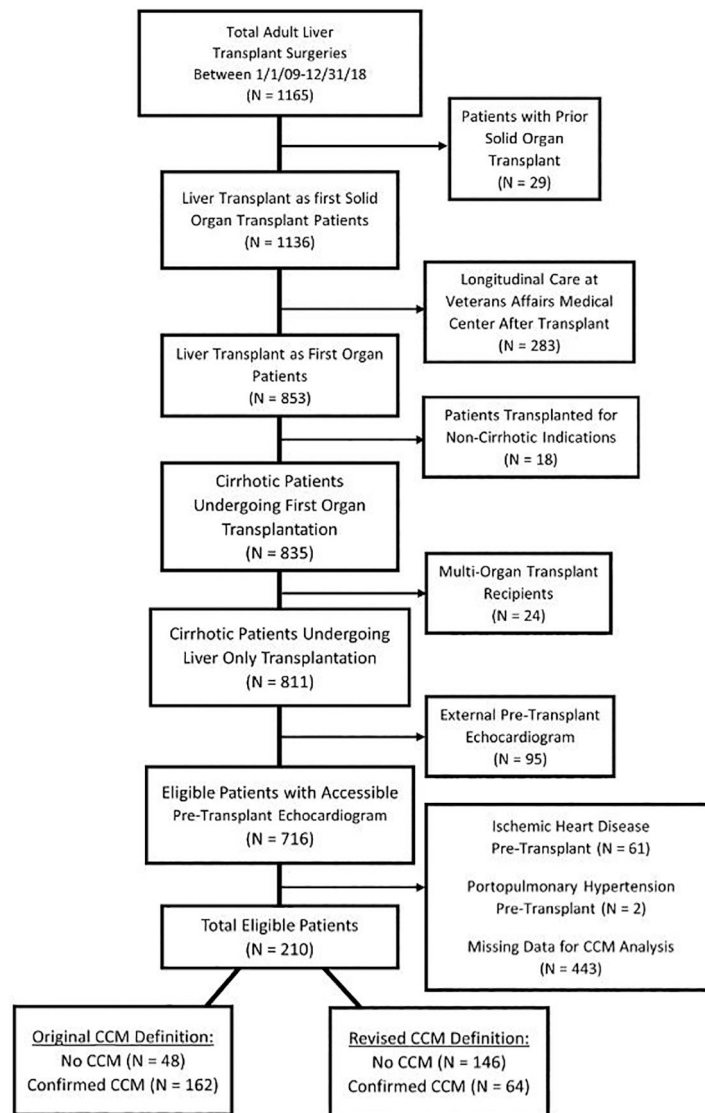 Total Adult Liver
Transplant Surgeries
Between 1/1/09-12/31/18
(N = 1165)
Patients with Prior
Solid Organ
Transplant
(N = 29)
Liver Transplant as first Solid
Organ Transplant Patients
(N = 1136)
Longitudinal Care at
Veterans Affairs Medical
Center After Transplant
(N = 283)
Liver Transplant as First Organ
Patients
(N = 853)
Patients Transplanted for
Non-Cirrhotic Indications
(N = 18)
Cirrhotic Patients
Undergoing First Organ
Transplantation
(N = 835)
Multi-Organ Transplant
Recipients
(N = 24)
Cirrhotic Patients Undergoing
Liver Only Transplantation
(N = 811)
External Pre-Transplant
Echocardiogram
(N = 95)
Eligible Patients with Accessible
Pre-Transplant Echocardiogram
(N = 716)
Ischemic Heart Disease
Pre-Transplant (N = 61)
Portopulmonary Hypertension
Pre-Transplant (N = 2)
Missing Data for CCM Analysis
(N = 443)
Total Eligible Patients
(N = 210)
Original CCM Definition:
No CCM (N = 48)
Confirmed CCM (N = 162)
Revised CCM Definition:
No CCM (N = 146)
Confirmed CCM (N = 64)